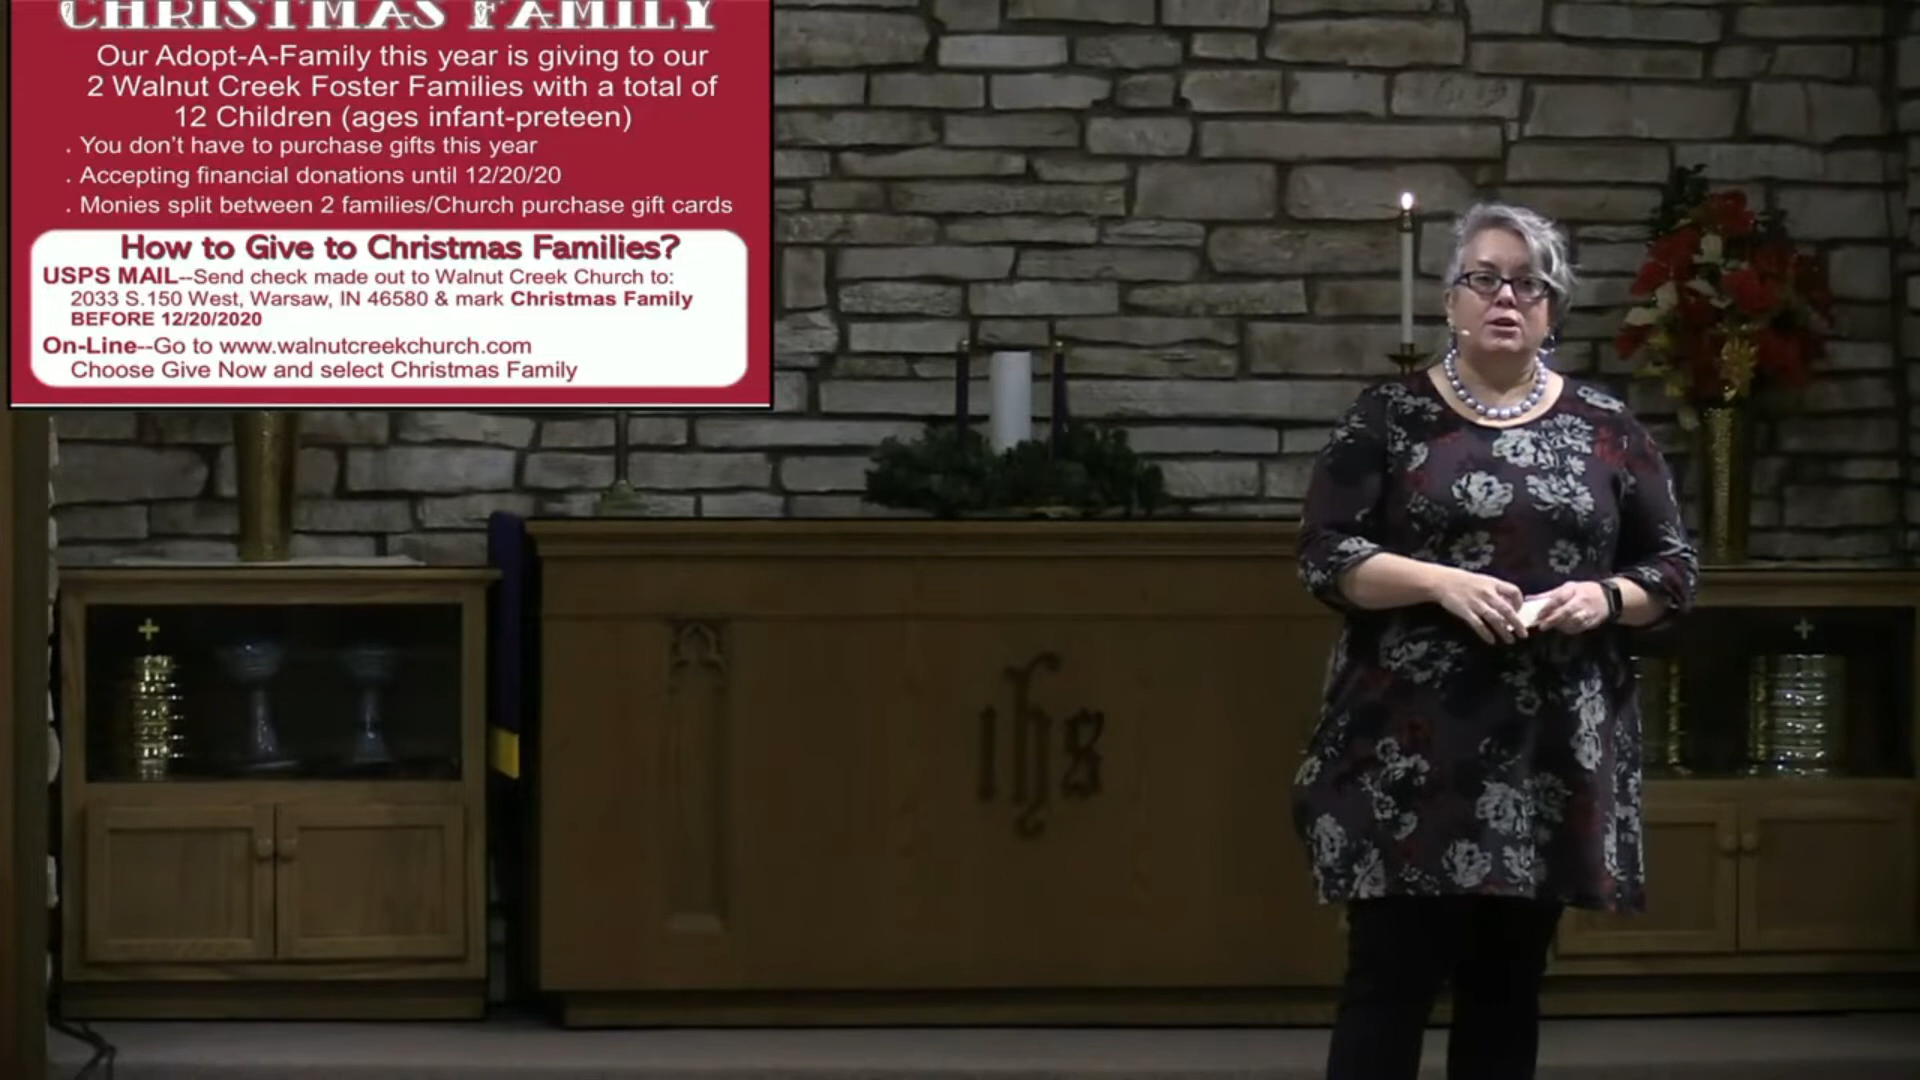 CHRISTMAS FAMILY
Our Adopt-A-Family this year is giving to our
2 Walnut Creek Foster Families with a total of
12 Children (ages infant-preteen)
. You don't have to purchase gifts this year
. Accepting financial donations until 12/20/20
. Monies split between 2 families/Church purchase gift cards
How to Give to Christmas Families?
USPS MAIL--Send check made out to Walnut Creek Church to:
2033 S.150 West, Warsaw, IN 46580 & mark Christmas Family
BEFORE 12/20/2020
On-Line--Go to www.walnutcreekchurch.com
Choose Give Now and select Christmas Family
ihs